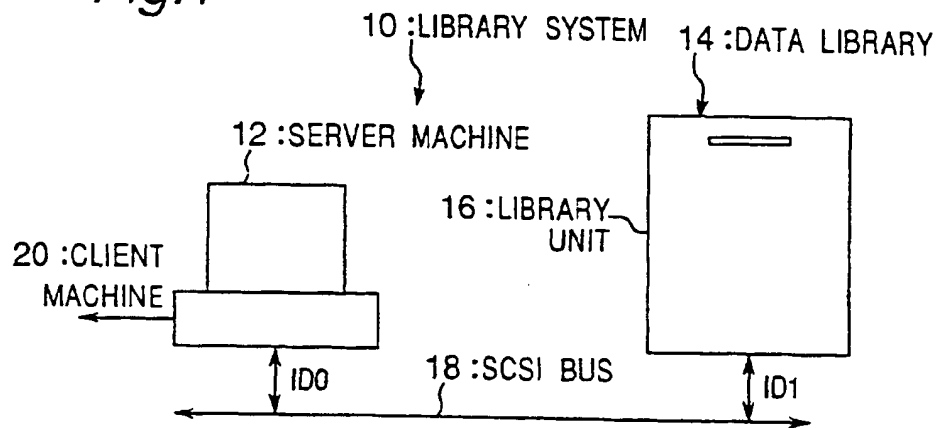 10 :LIBRARY SYSTEM
14 :DATA LIBRARY
12 :SERVER MACHINE
16 :LIBRARY
UNIT
20 :CLIENT
MACHINE
ID0
18 :SCSI BUS
ID1